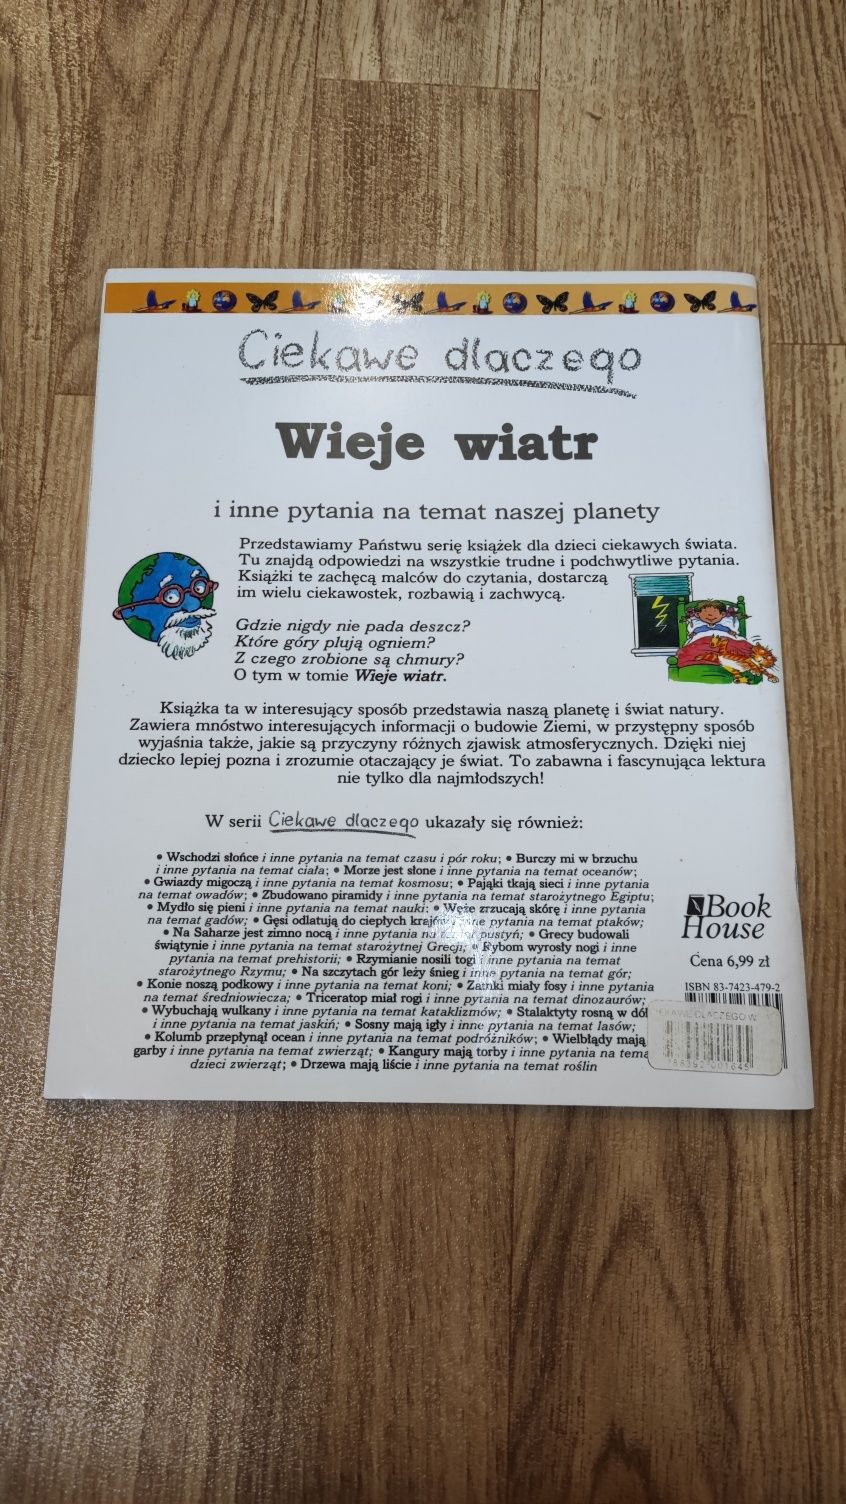 Ciekawe dlaczego
Wieje wiatr
i inne pytania na temat naszej planety
Przedstawiamy Państwu serię książek dla dzieci ciekawych świata.
Tu znajdą odpowiedzi na wszystkie trudne i podchwytliwe pytania.
Książki te zachęcą malców do czytania, dostarczą
im wielu ciekawostek, rozbawią i zachwycą.
Gdzie nigdy nie pada deszcz?
Które góry plują ogniem?
Z czego zrobione są chmury?
O tym w tomie Wieje wiatr.
Książka ta w interesujący sposób przedstawia naszą planetę i świat natury.
Zawiera mnóstwo interesujących informacji o budowie Ziemi, w przystępny sposób
wyjaśnia także, jakie są przyczyny różnych zjawisk atmosferycznych. Dzięki niej
dziecko lepiej pozna i zrozumie otaczający je świat. To zabawna i fascynująca lektura
nie tylko dla najmłodszych!
W serii Ciekawe dlaczego ukazały się również:
• Wschodzi słońce i inne pytania na temat czasu i pór roku; • Burczy mi w brzuchu
i inne pytania na temat ciała; • Morze jest słone i inne pytania na temat oceanów;
• Gwiazdy migoczą i inne pytania na temat kosmosu; • Pająki tkają sieci i inne pytania
na temat owadów; • Zbudowano piramidy i inne pytania na temat starożytnego Egiptu;
• Mydło się pieni i inne pytania na temat nauki; • Węże zrzucają skórę i inne pytania
na temat gadów; • Gęsi odlatują do ciepłych krajów i inne pytania na temat ptaków;
• Na Saharze jest zimno nocą i inne pytania na temat pustyń; • Grecy budowali
świątynie i inne pytania na temat starożytnej Grecji; • Rybom wyrosły nogi i inne
pytania na temat prehistorii; • Rzymianie nosili togi i inne pytania na temat
starożytnego Rzymu; • Na szczytach gór leży śnieg i inne pytania na temat gór;
• Konie noszą podkowy i inne pytania na temat koni; • Zamki miały fosy i inne pytania
na temat średniowiecza; • Triceratop miał rogi i inne pytania na temat dinozaurów;
• Wybuchają wulkany i inne pytania na temat kataklizmów; • Stalaktyty rosną w dół
i inne pytania na temat jaskiń; • Sosny mają igły i inne pytania na temat lasów;
• Kolumb przepłynął ocean i inne pytania na temat podróżników; • Wielbłądy mają
garby i inne pytania na temat zwierząt; • Kangury mają torby i inne pytania na tema
dzieci zwierząt; • Drzewa mają liście i inne pytania na temat roślin
Book
House
Cena 6,99 zł
ISBN 83-7423-479-2